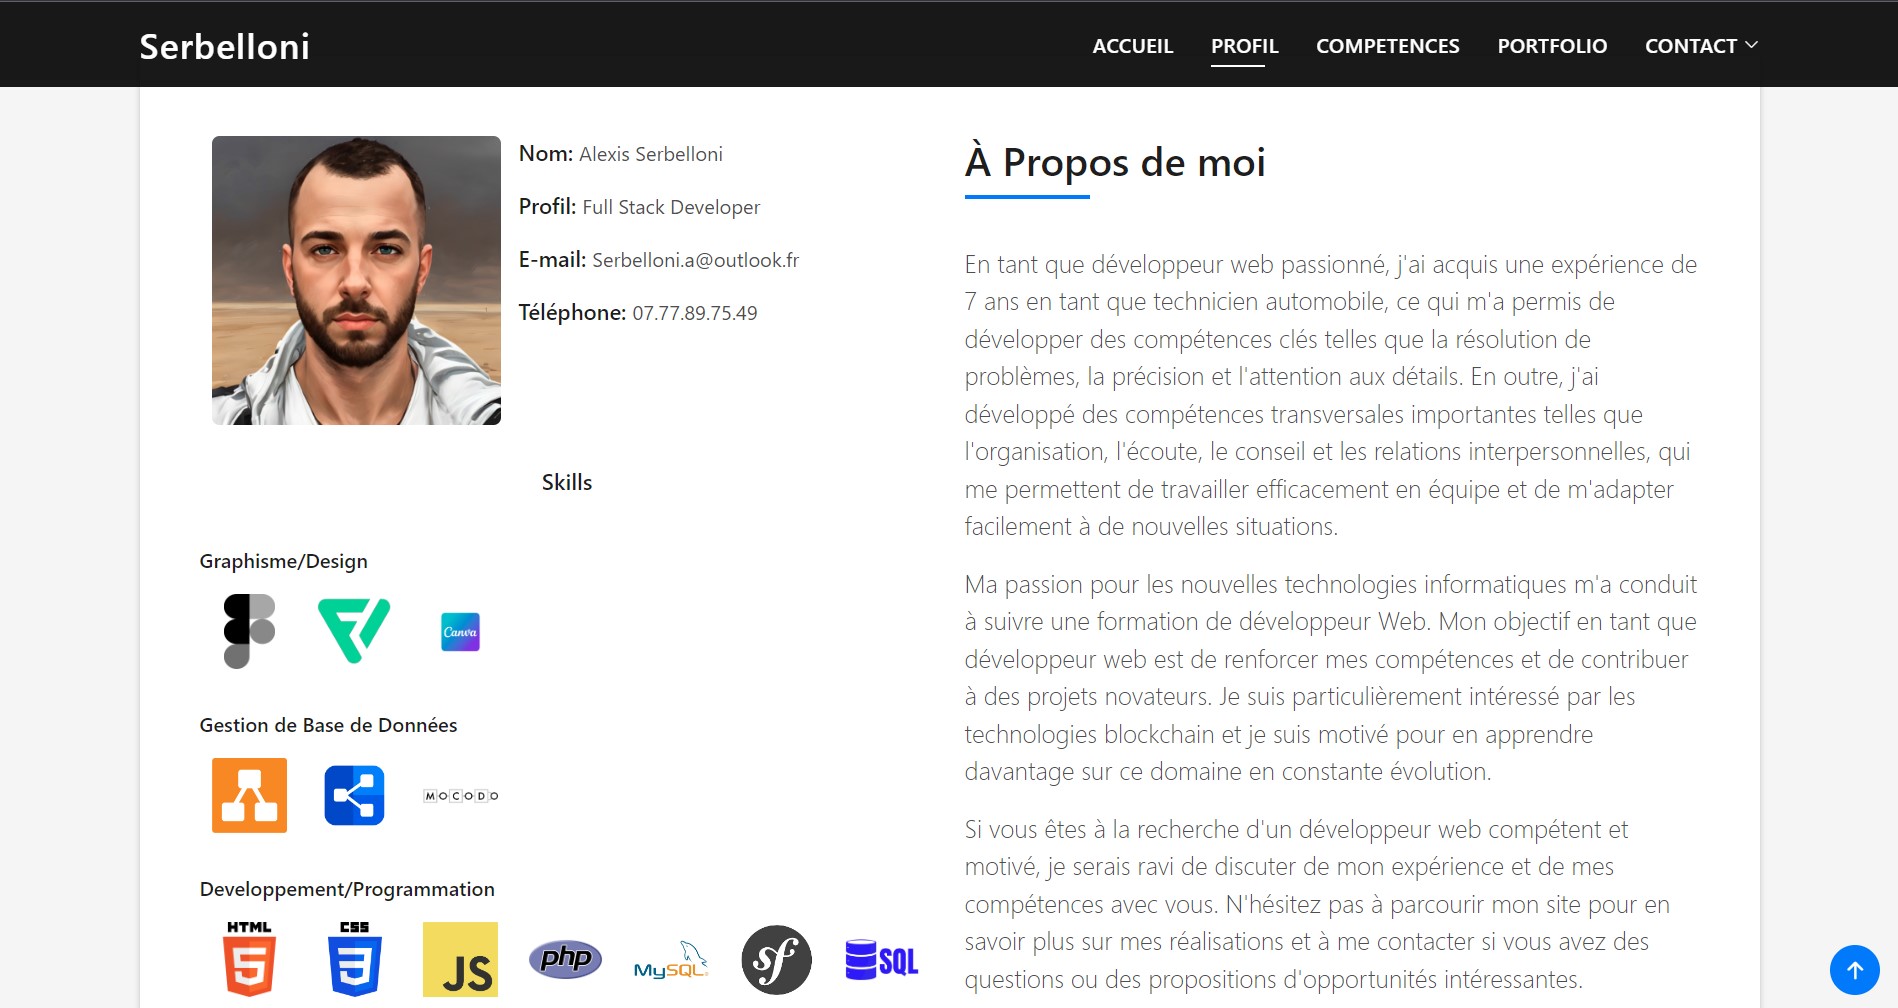 Serbelloni
ACCUEIL PROFIL COMPETENCES PORTFOLIO CONTACT
Nom: Alexis Serbelloni
Profil: Full Stack Developer
E-mail: Serbelloni.a@outlook.fr
Téléphone: 07.77.89.75.49
Skills
Graphisme/Design
Canva
Gestion de Base de Données
MOCODO
Developpement/Programmation
HTML
5
CSS
3
JS
php
MySQL
sf
SQL
À Propos de moi
En tant que développeur web passionné, j'ai acquis une expérience de
7 ans en tant que technicien automobile, ce qui m'a permis de
développer des compétences clés telles que la résolution de
problèmes, la précision et l'attention aux détails. En outre, j'ai
développé des compétences transversales importantes telles que
l'organisation, l'écoute, le conseil et les relations interpersonnelles, qui
me permettent de travailler efficacement en équipe et de m'adapter
facilement à de nouvelles situations.
Ma passion pour les nouvelles technologies informatiques m'a conduit
à suivre une formation de développeur Web. Mon objectif en tant que
développeur web est de renforcer mes compétences et de contribuer
à des projets novateurs. Je suis particulièrement intéressé par les
technologies blockchain et je suis motivé pour en apprendre
davantage sur ce domaine en constante évolution.
Si vous êtes à la recherche d'un développeur web compétent et
motivé, je serais ravi de discuter de mon expérience et de mes
compétences avec vous. N'hésitez pas à parcourir mon site pour en
savoir plus sur mes réalisations et à me contacter si vous avez des
questions ou des propositions d'opportunités intéressantes.